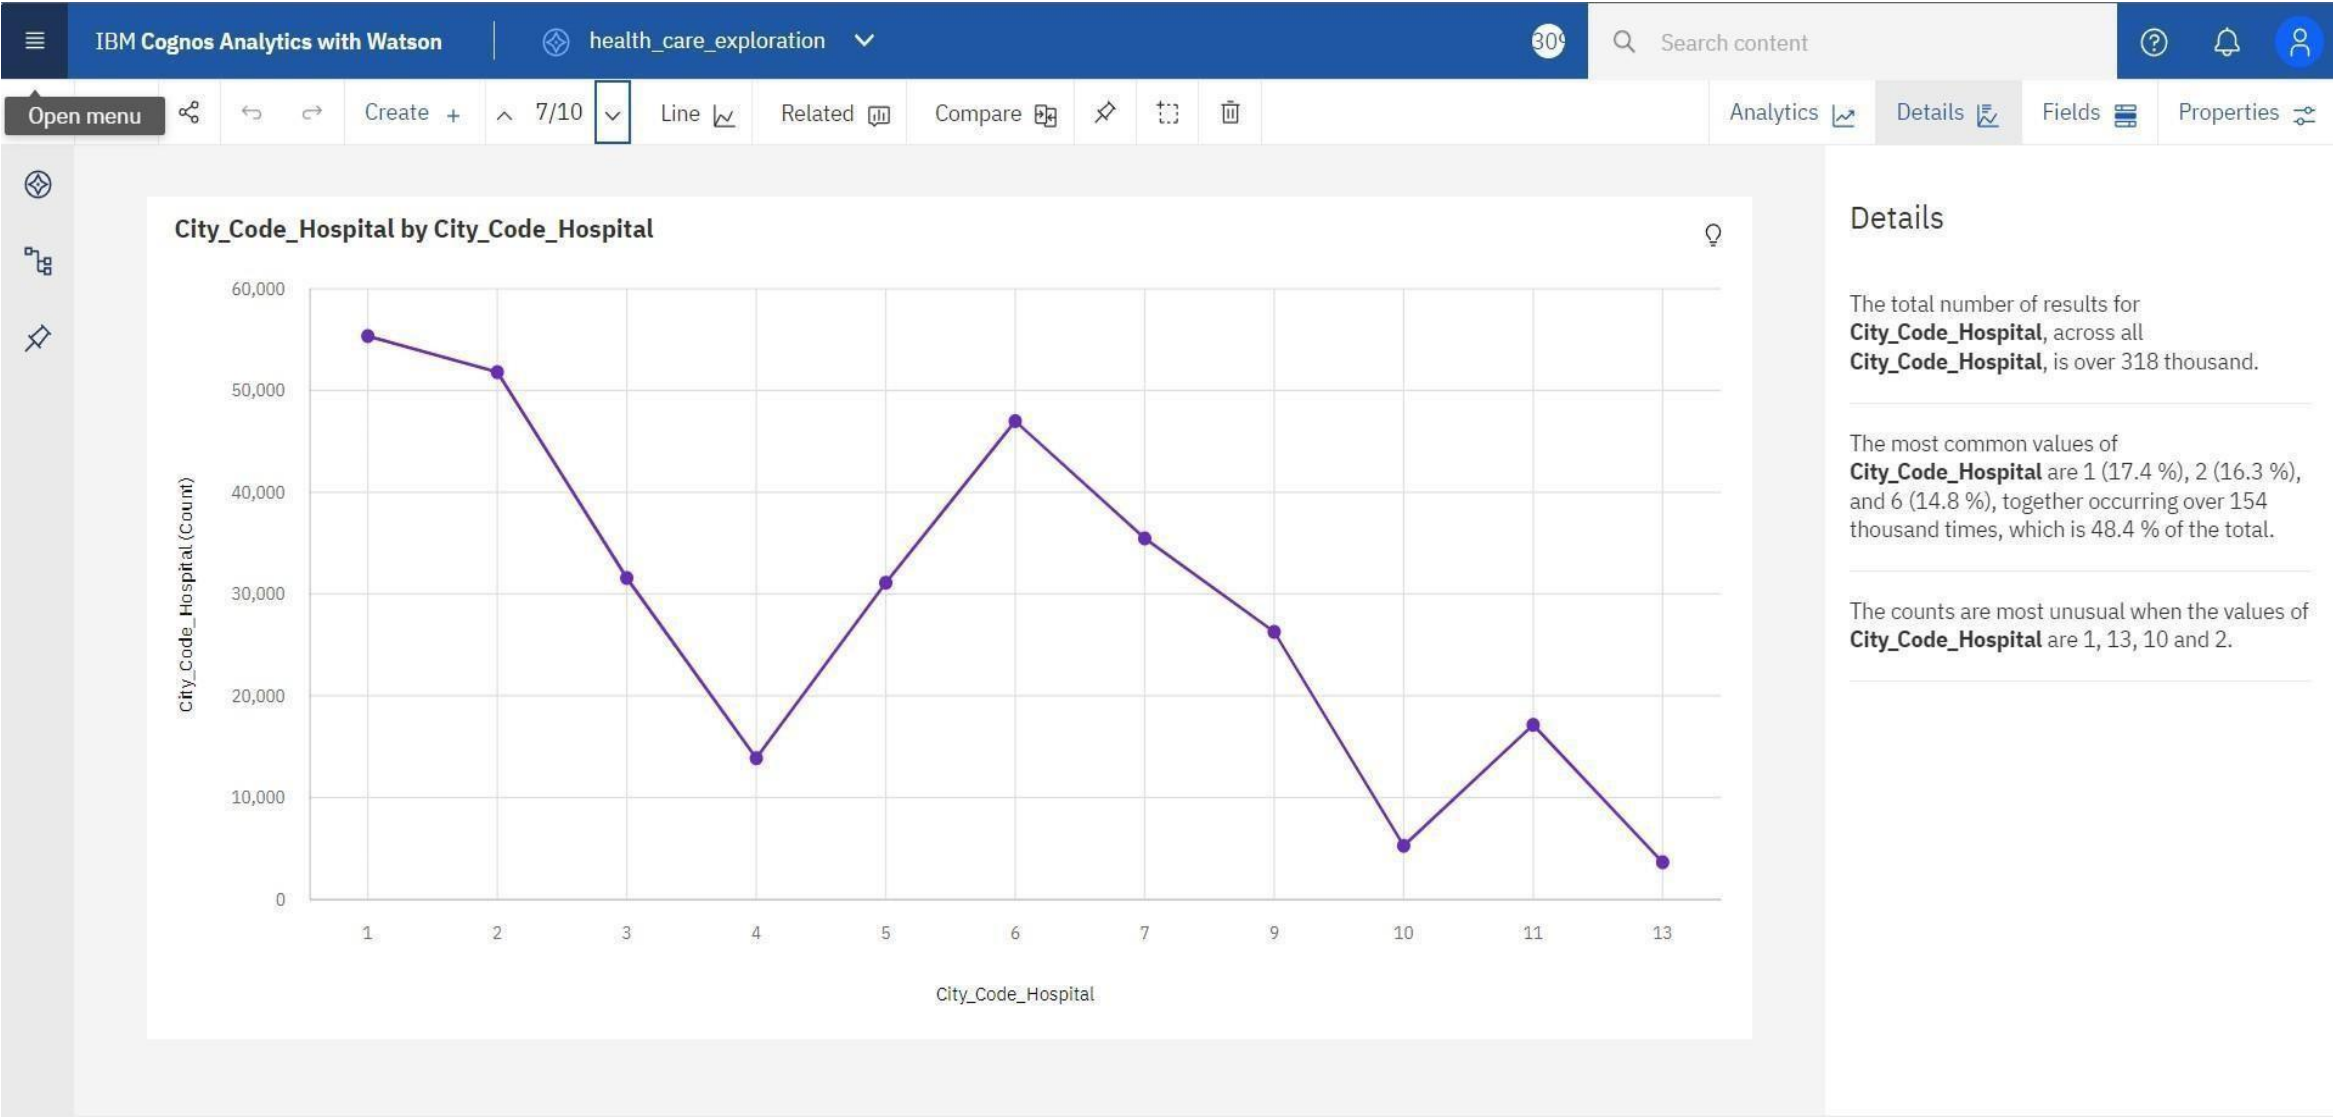 IBM Cognos Analytics with Watson
health_care_exploration
30
Search content
Open menu
Create +
7/10
Line
Related
Compare
Analytics
Details
Fields
Properties
City_Code_Hospital by City_Code_Hospital
60,000
50,000
40,000
30,000
20,000
10,000
0
City_Code_Hospital (Count)
1 2 3 4 5 6 7 9 10 11 13
City_Code_Hospital
Details
The total number of results for
City_Code_Hospital, across all
City_Code_Hospital, is over 318 thousand.
The most common values of
City_Code_Hospital are 1 (17.4 %), 2 (16.3 %),
and 6 (14.8 %), together occurring over 154
thousand times, which is 48.4 % of the total.
The counts are most unusual when the values of
City_Code_Hospital are 1, 13, 10 and 2.